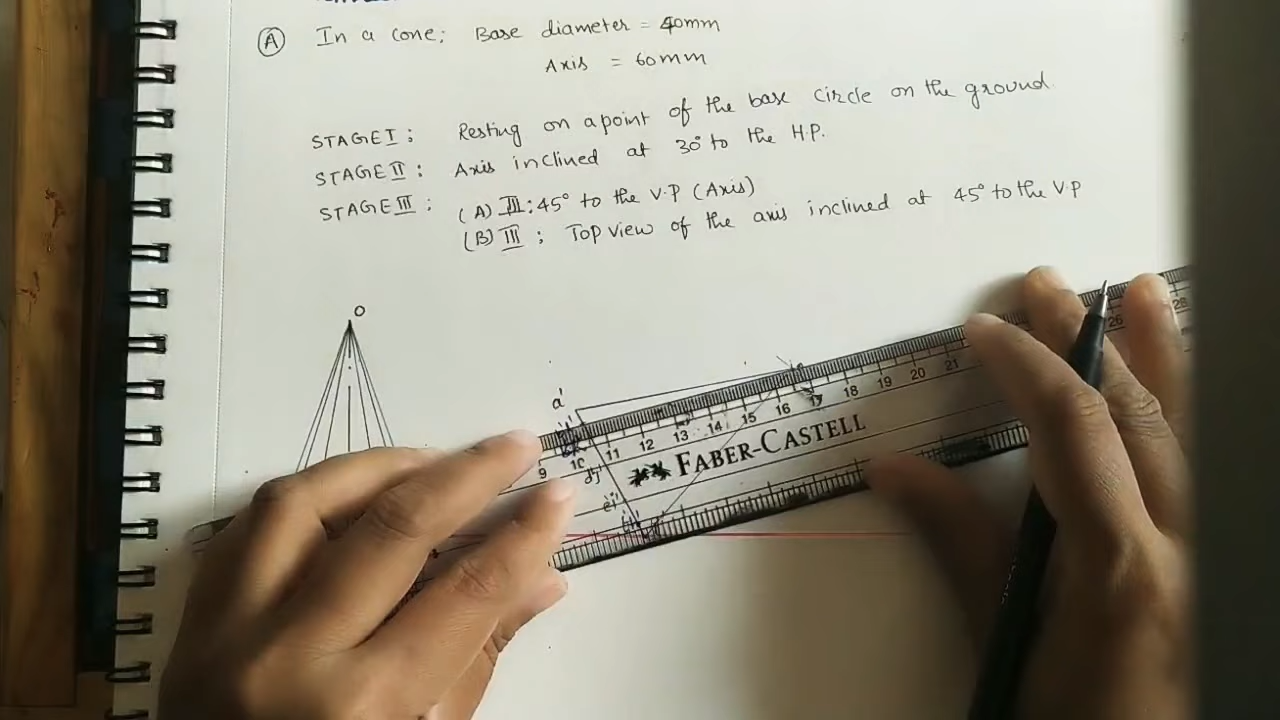 (A) In a cone; Base diameter = 40mm
Axis = 60mm
STAGE I : Resting on a point of the base circle on the ground
STAGE II : Axis inclined at 30° to the H.P.
STAGE III : (A) III : 45° to the V.P (Axis)
(B) III ; Top view of the axis inclined at 45° to the V.P
O
a'
9 10 11 12 13 14 15 16 17 18 19 20 21 26 28
FABER-CASTELL